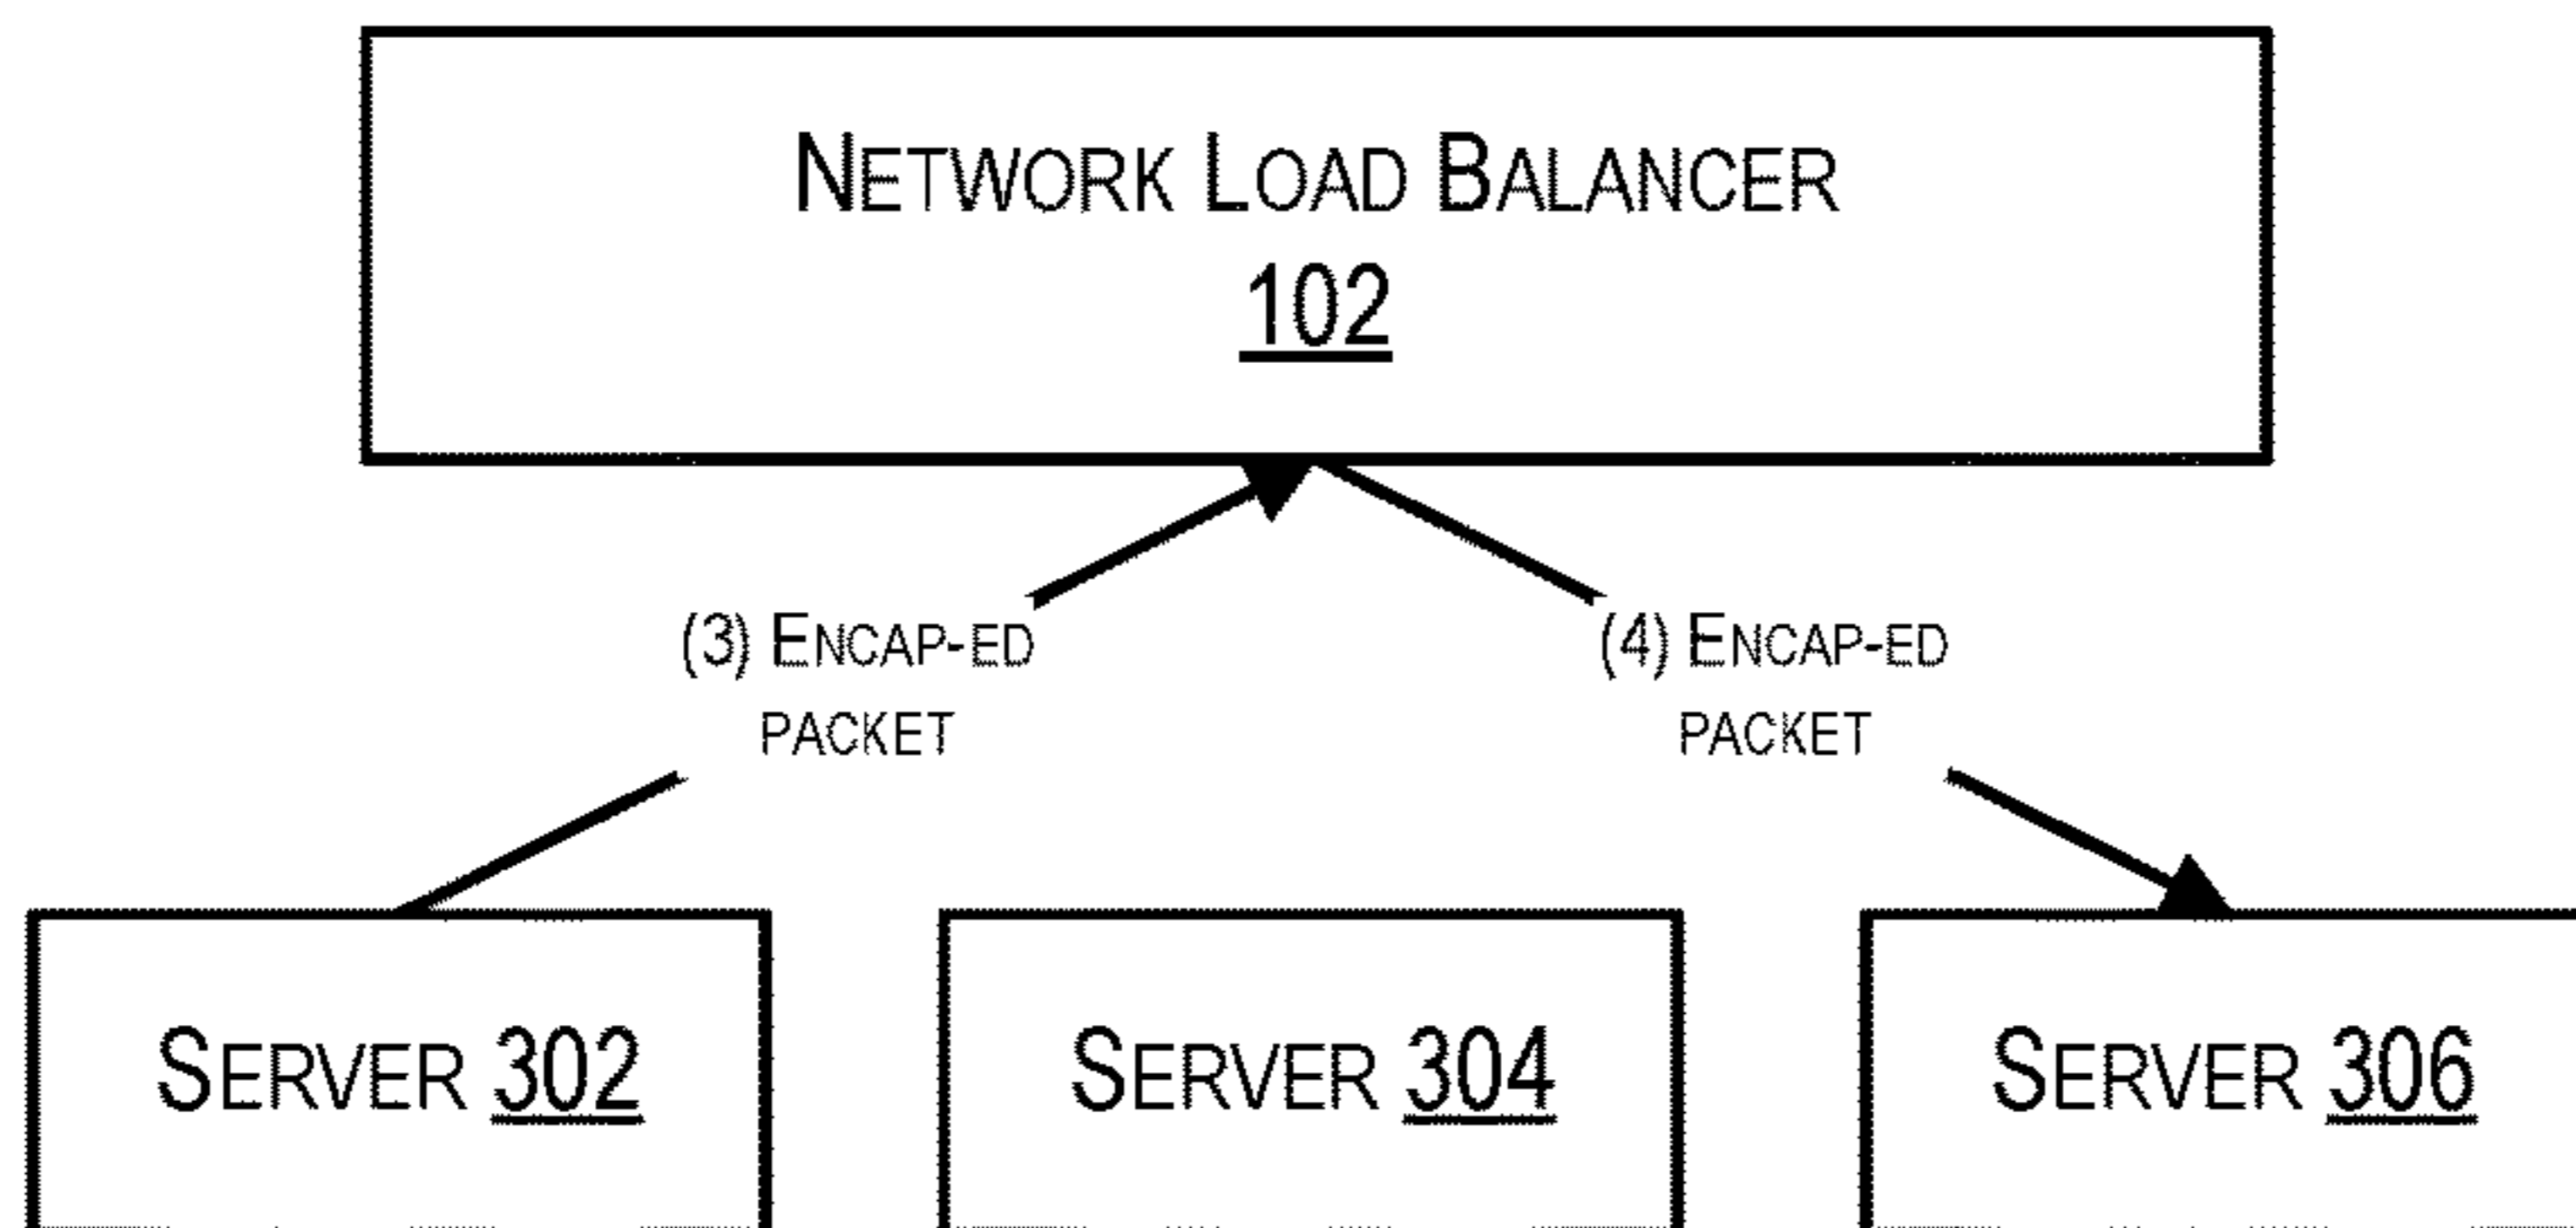 NETWORK LOAD BALANCER
102
(3) ENCAP-ED
PACKET
(4) ENCAP-ED
PACKET
SERVER 302
SERVER 304
SERVER 306